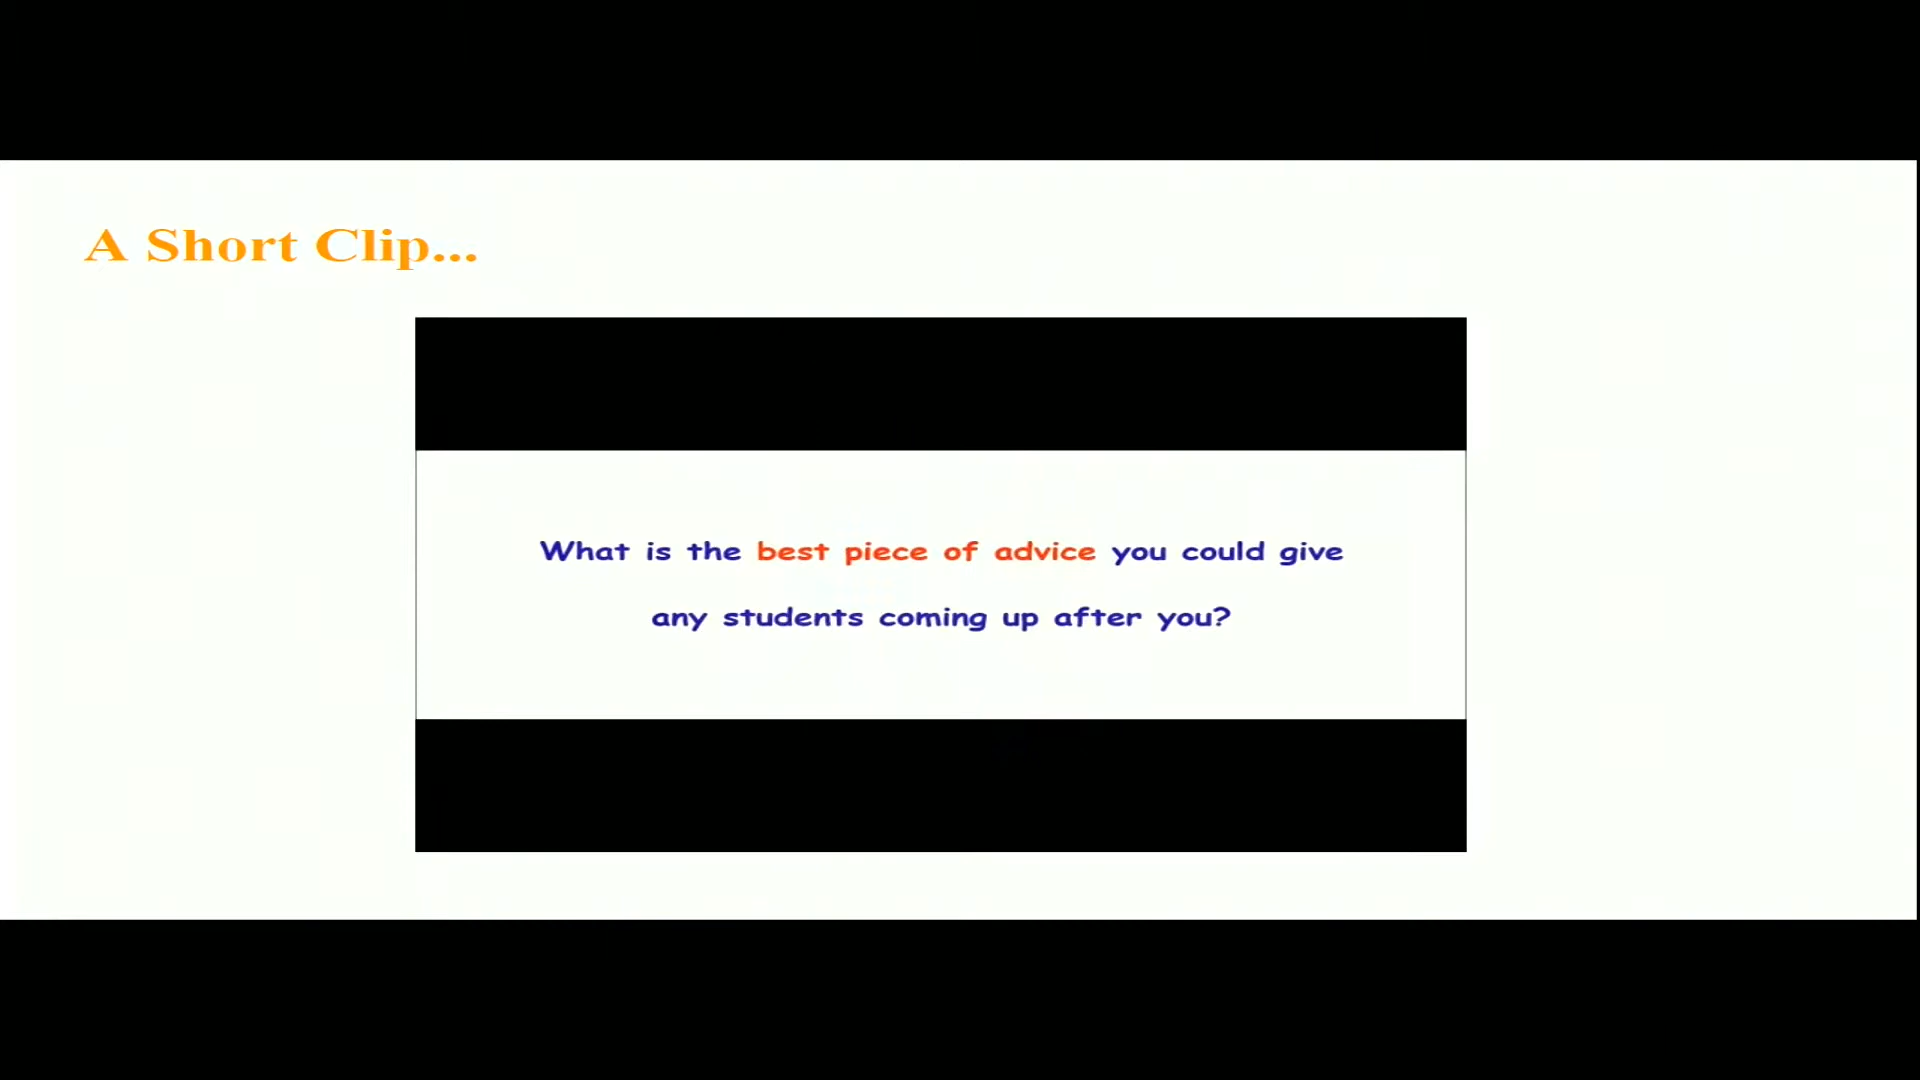 A Short Clip...
What is the best piece of advice you could give
any students coming up after you?